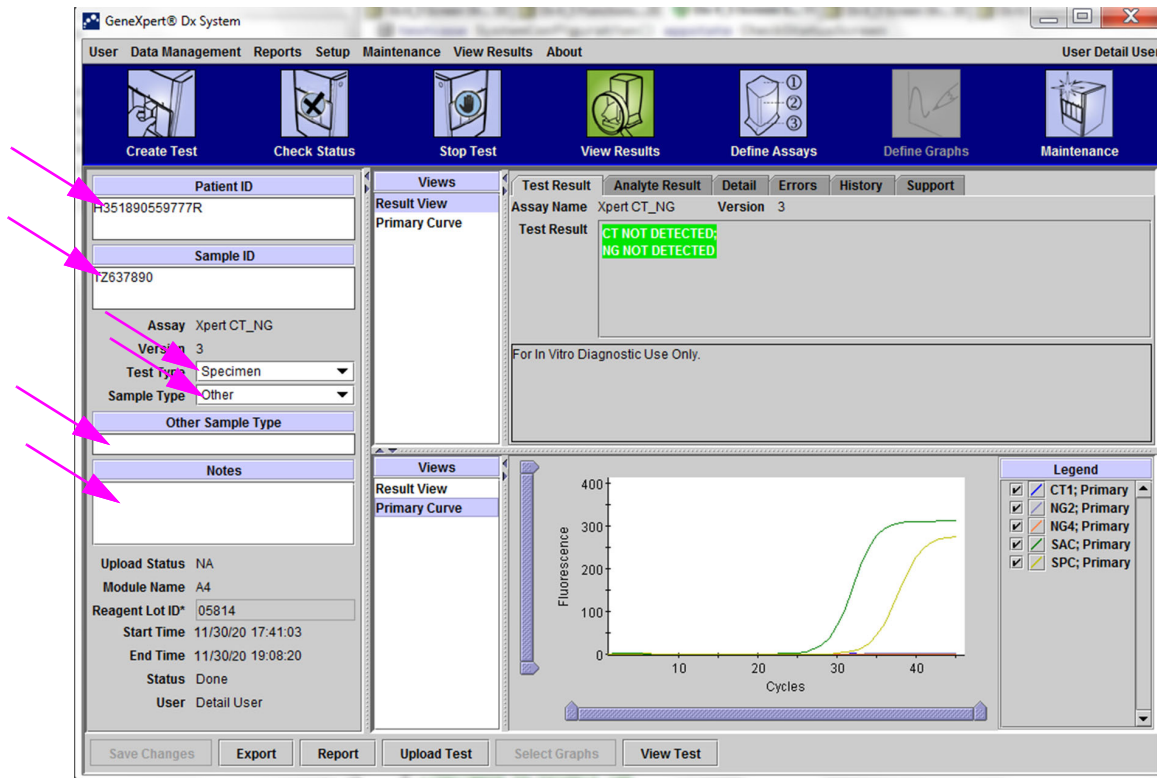 GeneXpert® Dx System
User Data Management Reports Setup Maintenance View Results About User Detail User
Create Test Check Status Stop Test View Results Define Assays Define Graphs Maintenance
Patient ID
H351890559777R
Sample ID
TZ637890
Assay Xpert CT_NG
Version 3
Test Type Specimen
Sample Type Other
Other Sample Type
Notes
Upload Status NA
Module Name A4
Reagent Lot ID* 05814
Start Time 11/30/20 17:41:03
End Time 11/30/20 19:08:20
Status Done
User Detail User
Views
Result View
Primary Curve
Test Result Analyte Result Detail Errors History Support
Assay Name Xpert CT_NG Version 3
Test Result CT NOT DETECTED;
NG NOT DETECTED
For In Vitro Diagnostic Use Only.
Views
Result View
Primary Curve
Fluorescence
400
300
200
100
0
10 20 30 40
Cycles
Legend
CT1; Primary
NG2; Primary
NG4; Primary
SAC; Primary
SPC; Primary
Save Changes Export Report Upload Test Select Graphs View Test